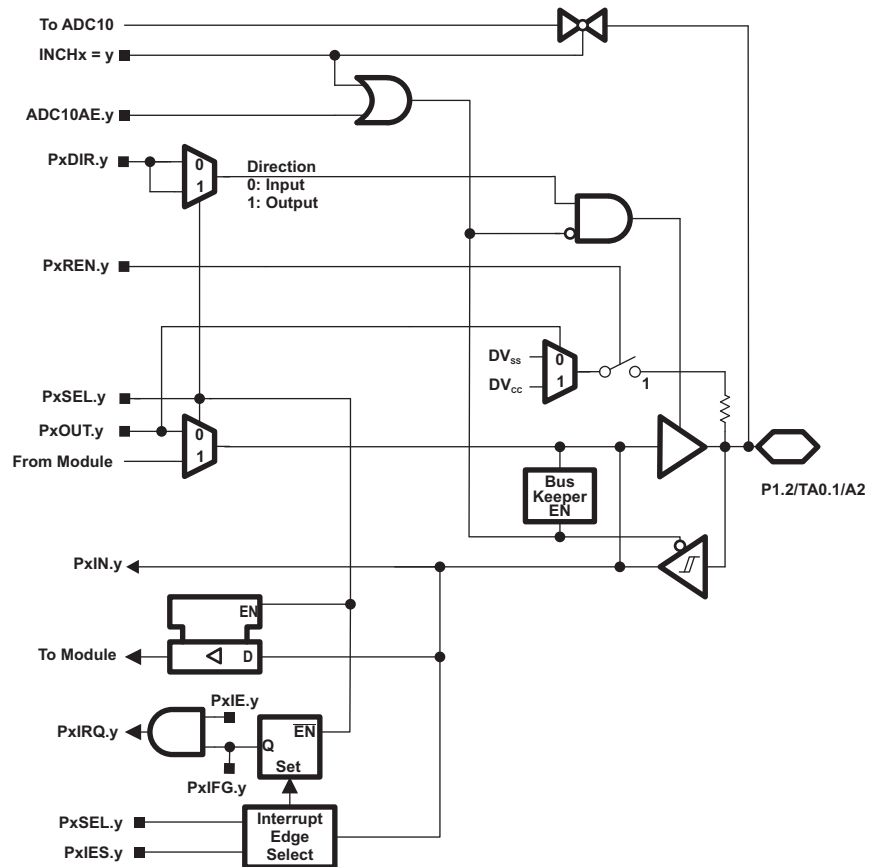 To ADC10
INCHx = y
ADC10AE.y
PxDIR.y
0
1
Direction
0: Input
1: Output
PxREN.y
DVSS
0
DVCC
1
1
PxSEL.y
PxOUT.y
0
From Module
1
Bus
Keeper
EN
P1.2/TA0.1/A2
PxIN.y
EN
To Module
D
PxIE.y
PxIRQ.y
EN
Q
Set
PxIFG.y
PxSEL.y
PxIES.y
Interrupt
Edge
Select